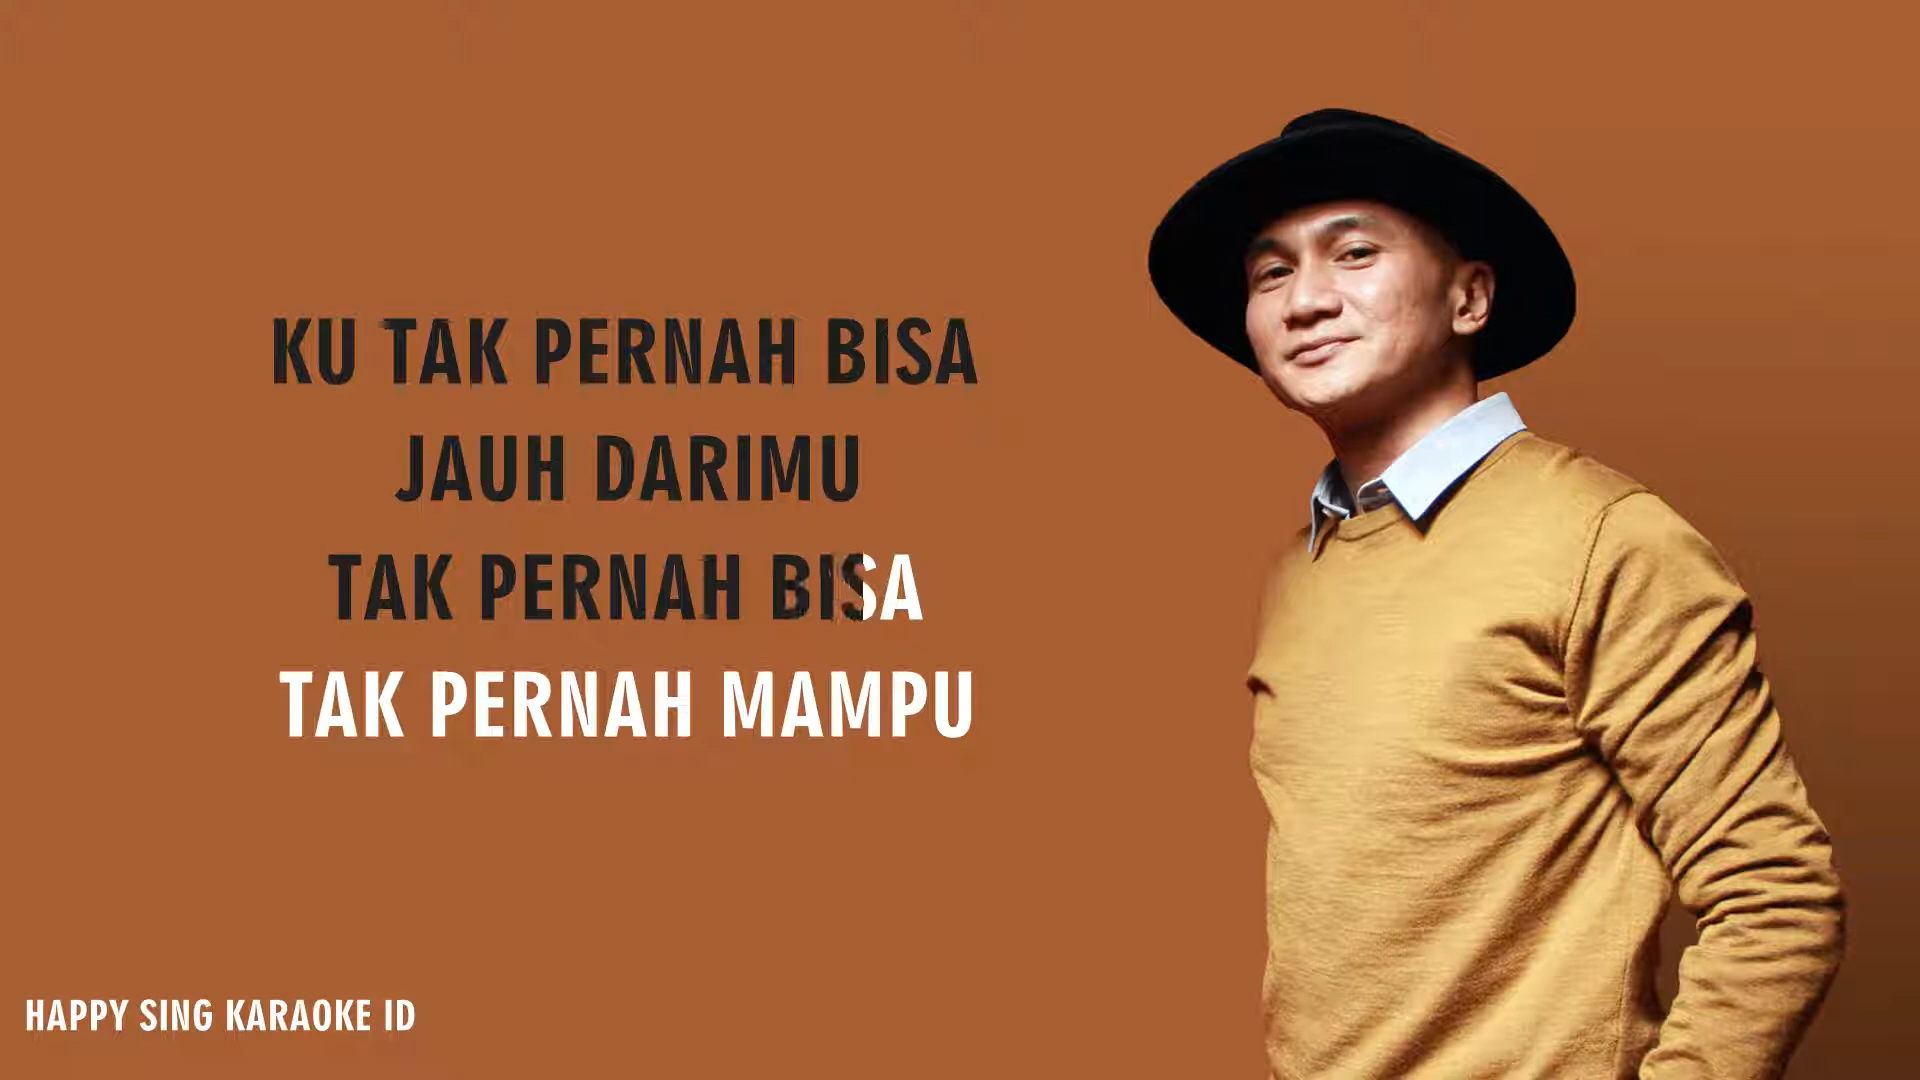 KU TAK PERNAH BISA
JAUH DARIMU
TAK PERNAH BISA
TAK PERNAH MAMPU
HAPPY SING KARAOKE ID